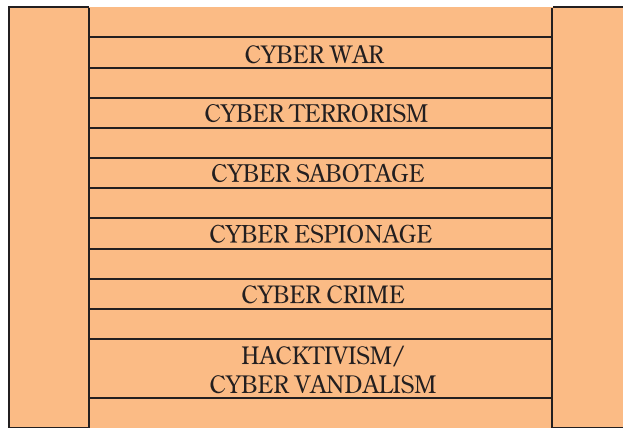 CYBER WAR
CYBER TERRORISM
CYBER SABOTAGE
CYBER ESPIONAGE
CYBER CRIME
HACKTIVISM/
CYBER VANDALISM